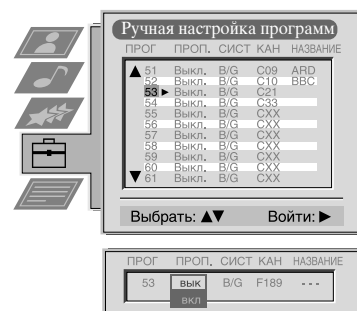 Ручная настройка программ
ПРОГ ПРОП. СИСТ КАН НАЗВАНИЕ
51 Выкл. B/G C09 ARD
52 Выкл. B/G C10 BBC
53 Выкл. B/G C21
54 Выкл. B/G C33
55 Выкл. B/G CXX
56 Выкл. B/G CXX
57 Выкл. B/G CXX
58 Выкл. B/G CXX
59 Выкл. B/G CXX
60 Выкл. B/G CXX
61 Выкл. B/G CXX
Выбрать: ▲▼ Войти: ▶
ПРОГ ПРОП. СИСТ КАН НАЗВАНИЕ
53 вык B/G F189 - - -
вкл